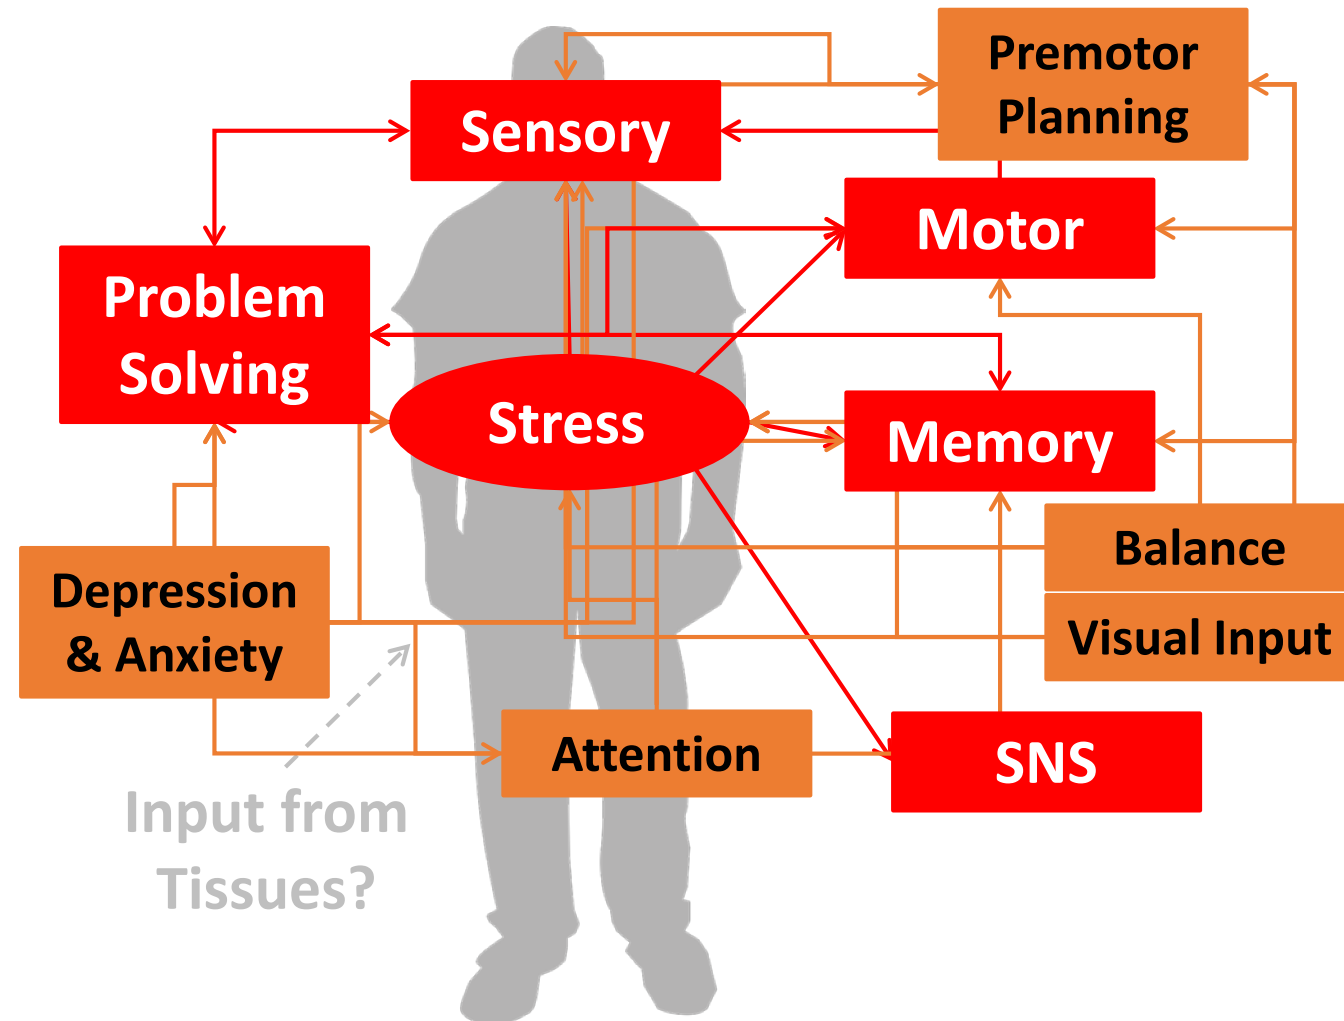 Premotor
Planning
Sensory
Motor
Problem
Solving
Stress
Memory
Balance
Depression
& Anxiety
Visual Input
Attention
SNS
Input from
Tissues?